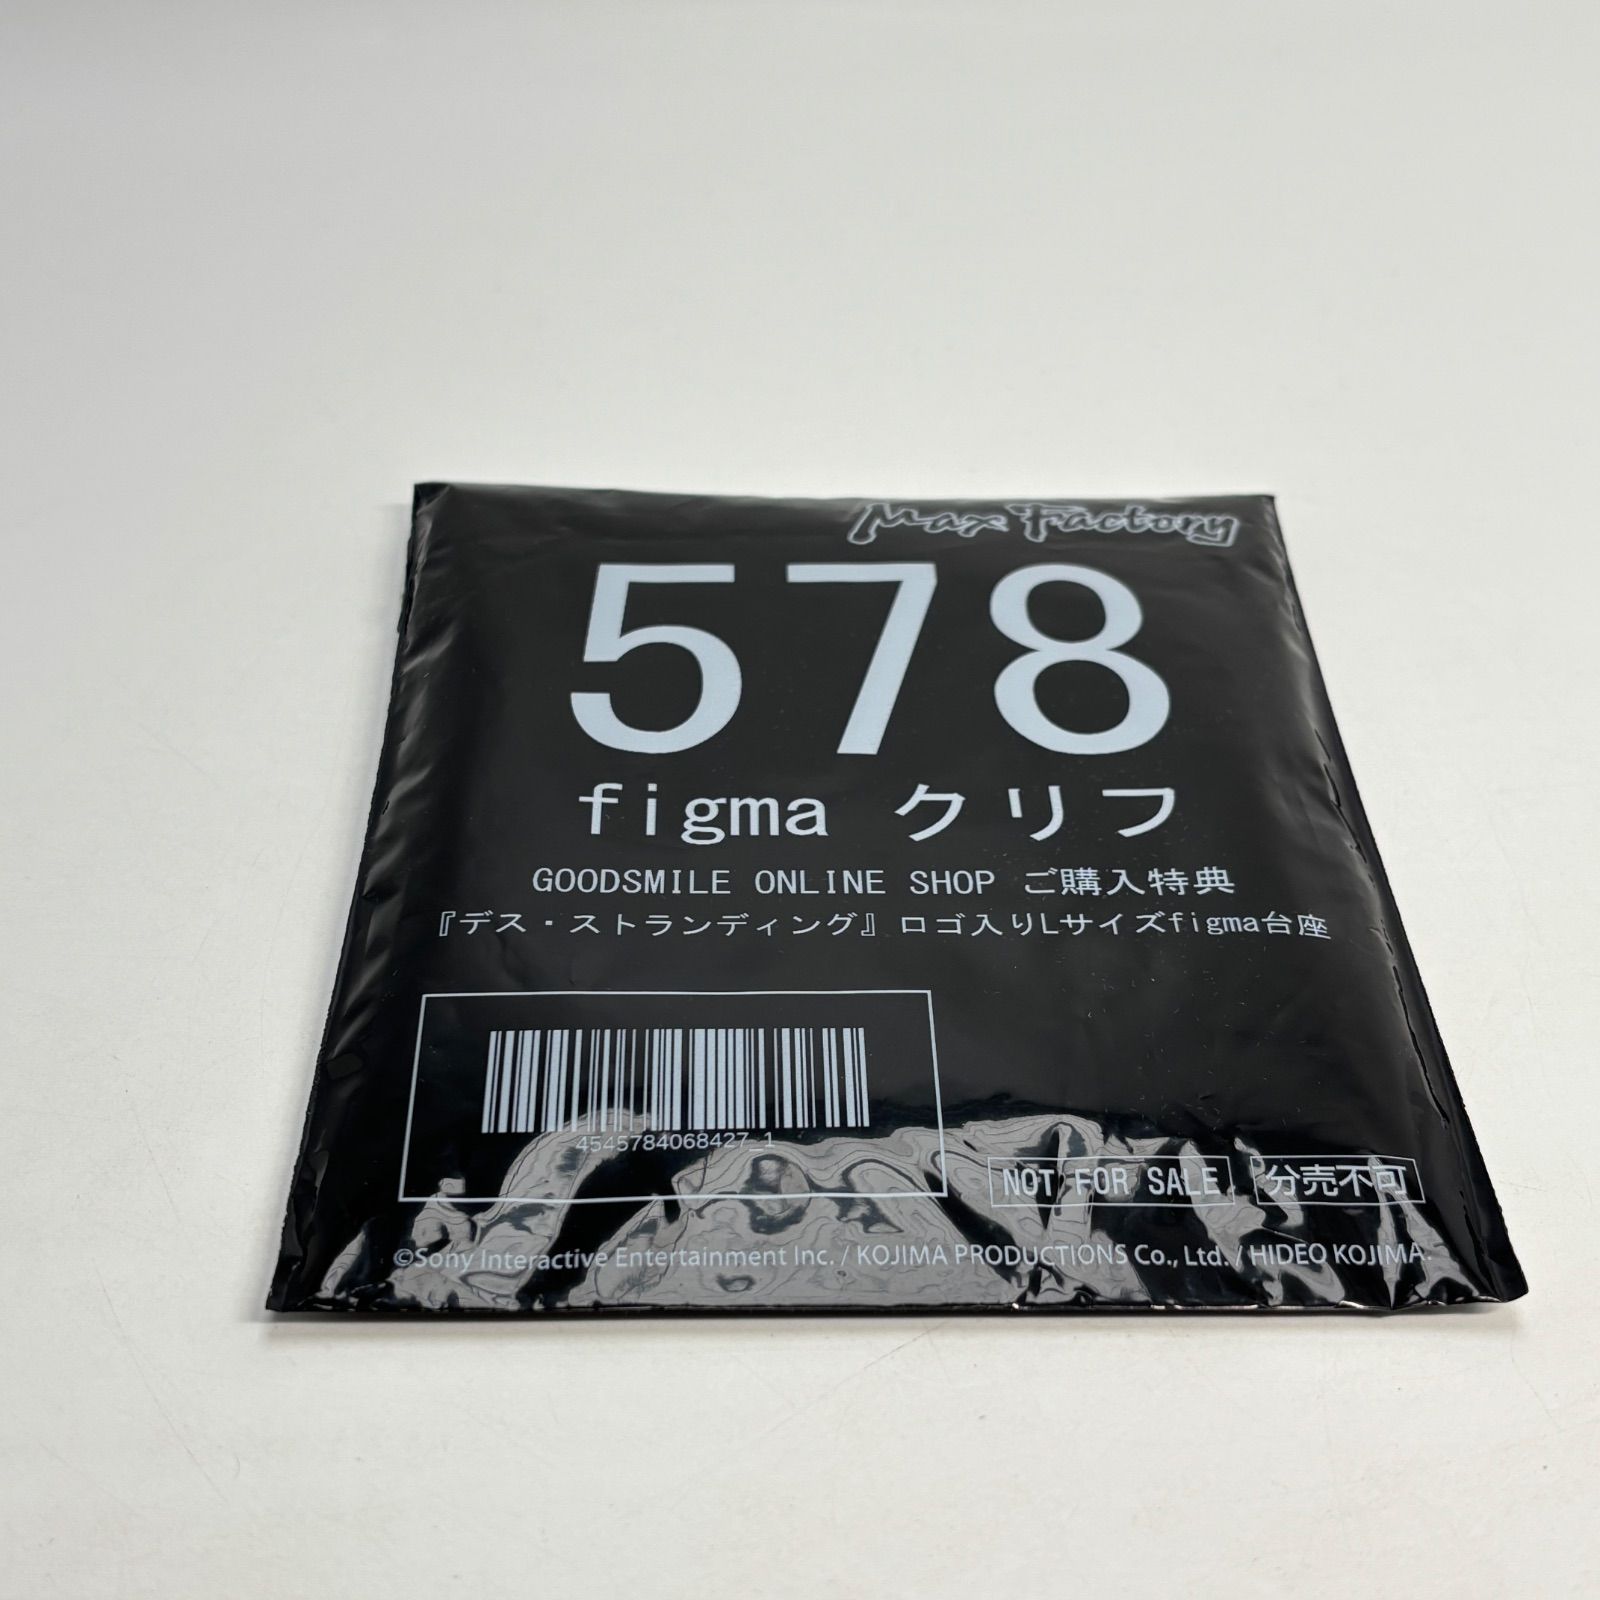 Max Factory
578
figma クリフ
GOODSMILE ONLINE SHOP ご購入特典
『デス・ストランディング』ロゴ入りLサイズfigma台座
4545784068427_1
NOT FOR SALE 分売不可
©Sony Interactive Entertainment Inc. / KOJIMA PRODUCTIONS Co., Ltd. / HIDEO KOJIMA.